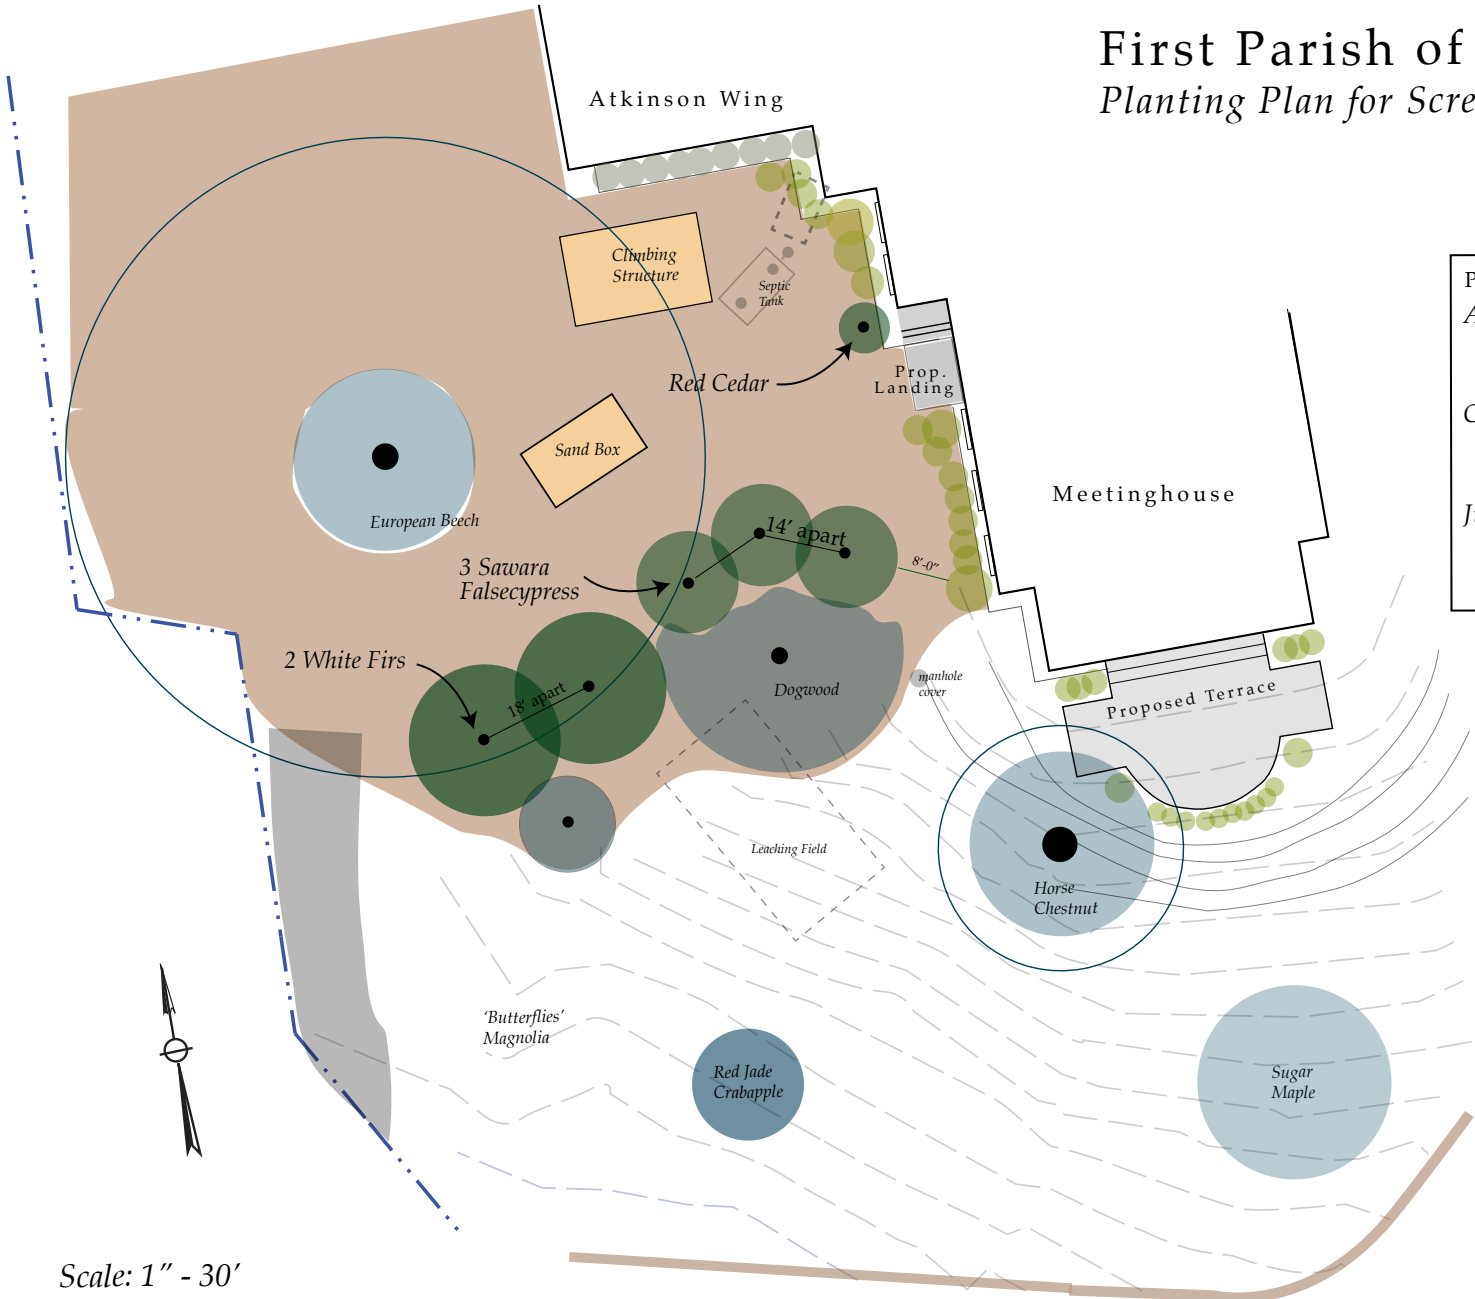 First Parish of
Planting Plan for Scre
Atkinson Wing
Climbing
Structure
Septic
Tank
P
A
Red Cedar
Prop.
Landing
C
Sand Box
Meetinghouse
European Beech
14' apart
J
3 Sawara
Falsecypress
8'-0"
2 White Firs
18' apart
Dogwood
manhole
cover
Proposed Terrace
Leaching Field
Horse
Chestnut
'Butterflies'
Magnolia
Red Jade
Crabapple
Sugar
Maple
Scale: 1" - 30'